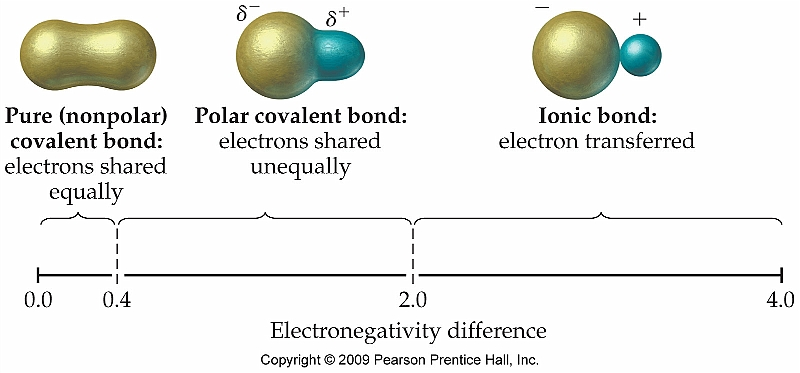 δ− δ+
− +
Pure (nonpolar)
covalent bond:
electrons shared
equally
Polar covalent bond:
electrons shared
unequally
Ionic bond:
electron transferred
0.0 0.4 2.0 4.0
Electronegativity difference
Copyright © 2009 Pearson Prentice Hall, Inc.